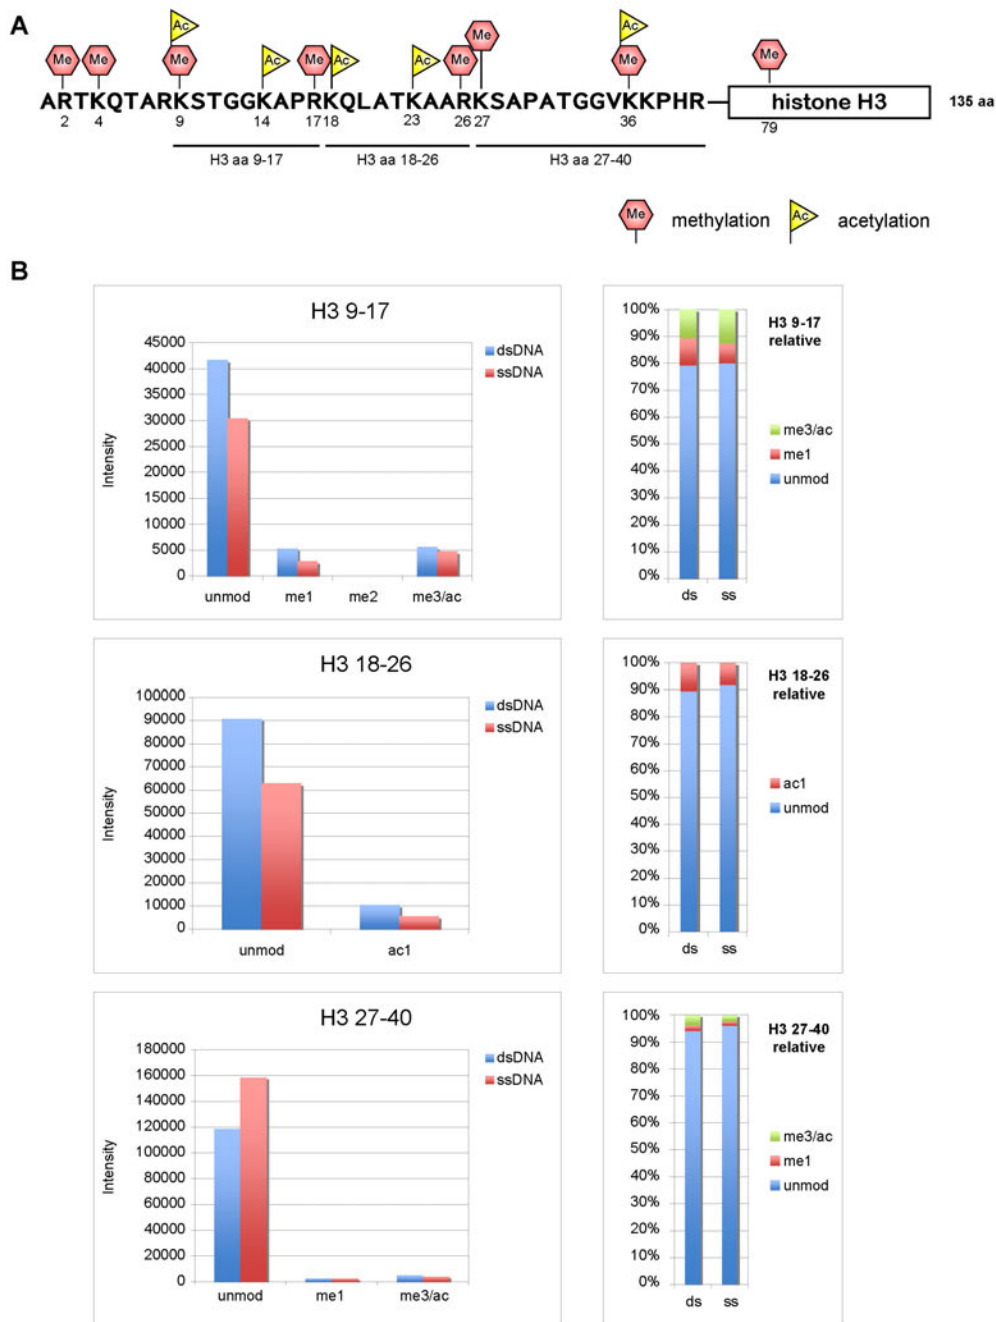 A
Ac Ac
Me Me Me Ac Me Ac Ac Me Me Me Me
ARTKQTARKSTGGKAPRKQLATKAARKSAPATGGVKKPHR histone H3 135 aa
2 4 9 14 17 18 23 26 27 36 79
H3 aa 9-17 H3 aa 18-26 H3 aa 27-40
Me methylation Ac acetylation
B
H3 9-17
45000
40000
35000
30000
25000
20000
15000
10000
5000
0
Intensity
unmod me1 me2 me3/ac
dsDNA
ssDNA
100%
90%
80%
70%
60%
50%
40%
30%
20%
10%
0%
ds ss
H3 9-17
relative
me3/ac
me1
unmod
H3 18-26
100000
90000
80000
70000
60000
50000
40000
30000
20000
10000
0
Intensity
unmod ac1
dsDNA
ssDNA
100%
90%
80%
70%
60%
50%
40%
30%
20%
10%
0%
ds ss
H3 18-26
relative
ac1
unmod
H3 27-40
180000
160000
140000
120000
100000
80000
60000
40000
20000
0
Intensity
unmod me1 me3/ac
dsDNA
ssDNA
100%
90%
80%
70%
60%
50%
40%
30%
20%
10%
0%
ds ss
H3 27-40
relative
me3/ac
me1
unmod